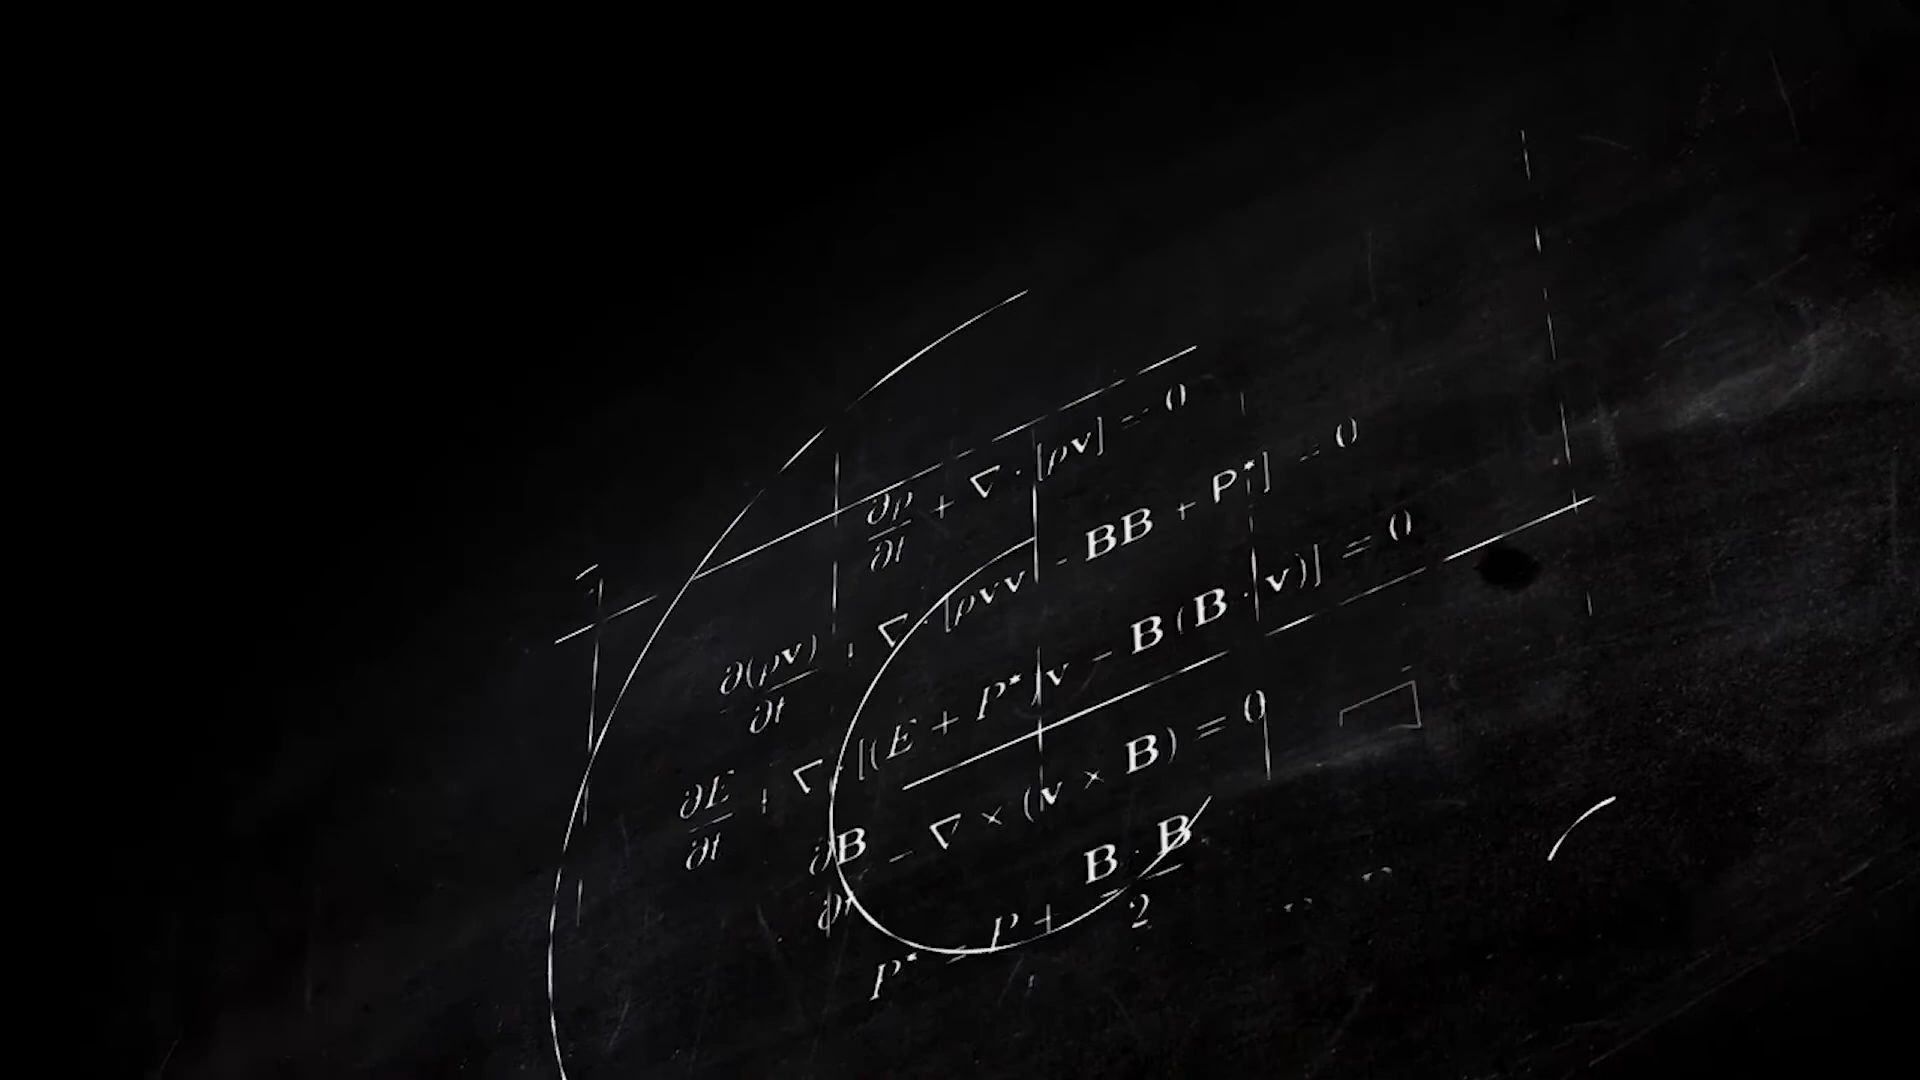 ∂ρ/∂t + ∇ · [ρv] = 0
∂(ρv)/∂t + ∇ · [ρvv - BB + P*] = 0
∂E/∂t + ∇ · [(E + P*)v - B(B · v)] = 0
∂B/∂t - ∇ × (v × B) = 0
P* = P + B · B/2